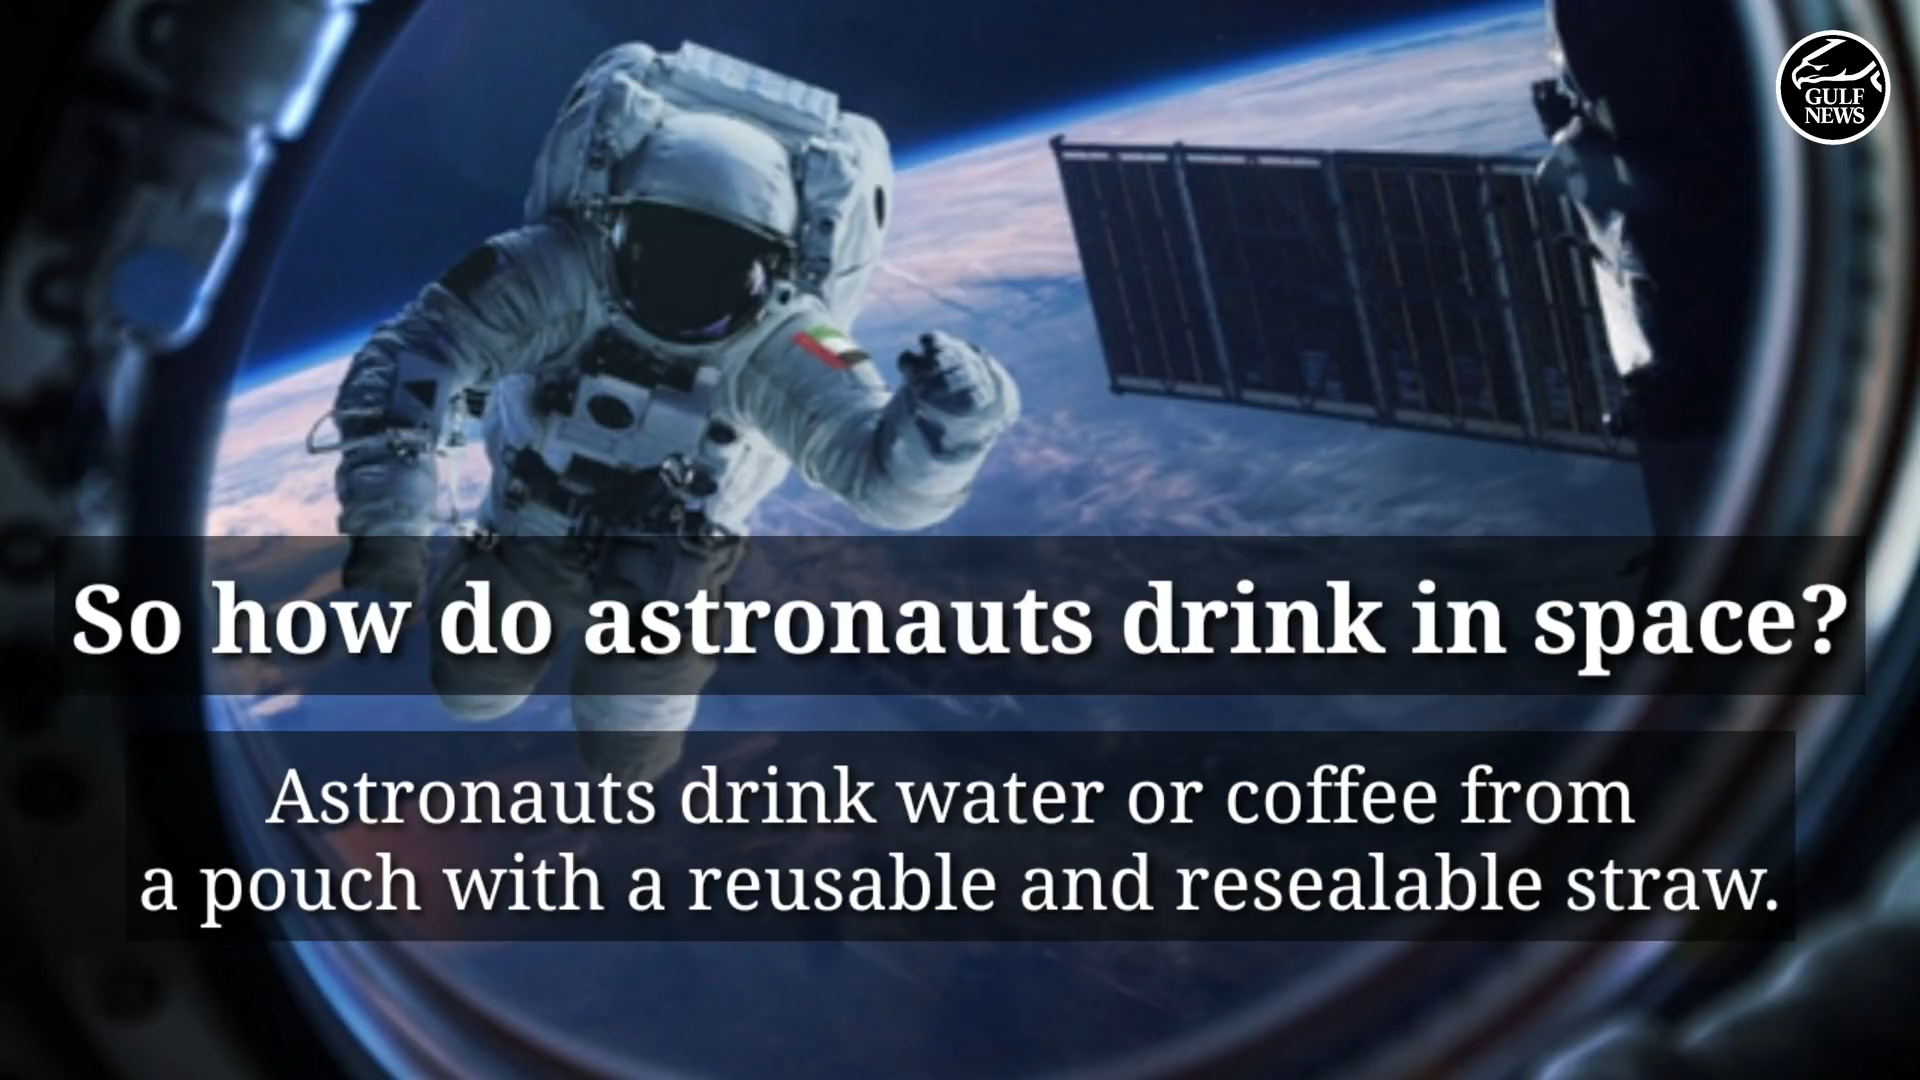 GULF
NEWS
So how do astronauts drink in space?
Astronauts drink water or coffee from
a pouch with a reusable and resealable straw.